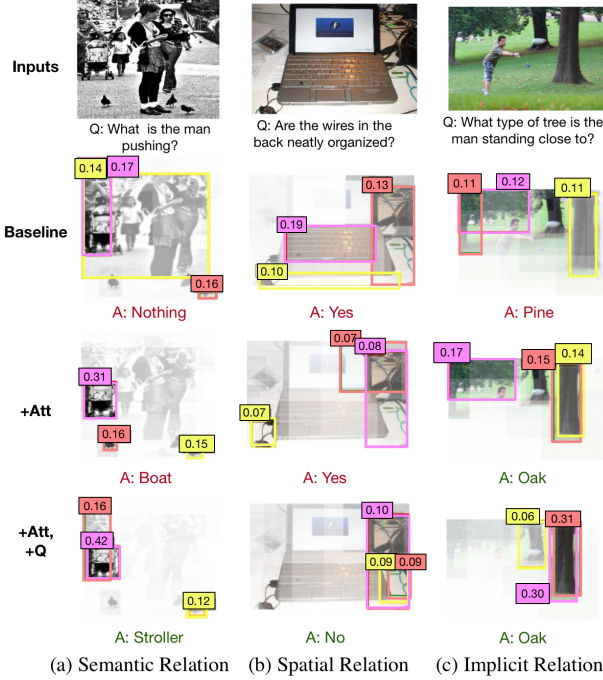 Inputs
Q: What is the man
pushing?
Q: Are the wires in the
back neatly organized?
Q: What type of tree is the
man standing close to?
Baseline
0.14 0.17
0.16
A: Nothing
0.13
0.19
0.10
A: Yes
0.11 0.12 0.11
A: Pine
+Att
0.31
0.16 0.15
A: Boat
0.07 0.08
0.07
A: Yes
0.17 0.15 0.14
A: Oak
+Att,
+Q
0.16
0.42
0.12
A: Stroller
0.10
0.09 0.09
A: No
0.06 0.31
0.30
A: Oak
(a) Semantic Relation (b) Spatial Relation (c) Implicit Relation